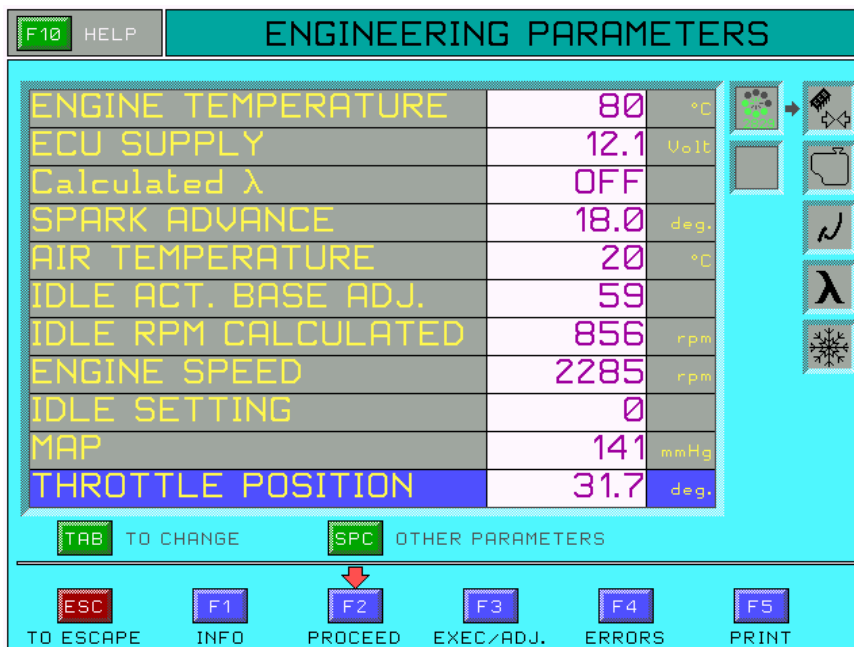 F10 HELP ENGINEERING PARAMETERS
ENGINE TEMPERATURE 80 °C
ECU SUPPLY 12.1 Volt
Calculated λ OFF
SPARK ADVANCE 18.0 deg.
AIR TEMPERATURE 20 °C
IDLE ACT. BASE ADJ. 59
IDLE RPM CALCULATED 856 rpm
ENGINE SPEED 2285 rpm
IDLE SETTING 0
MAP 141 mmHg
THROTTLE POSITION 31.7 deg.
λ
TAB TO CHANGE SPC OTHER PARAMETERS
ESC F1 F2 F3 F4 F5
TO ESCAPE INFO PROCEED EXEC/ADJ. ERRORS PRINT